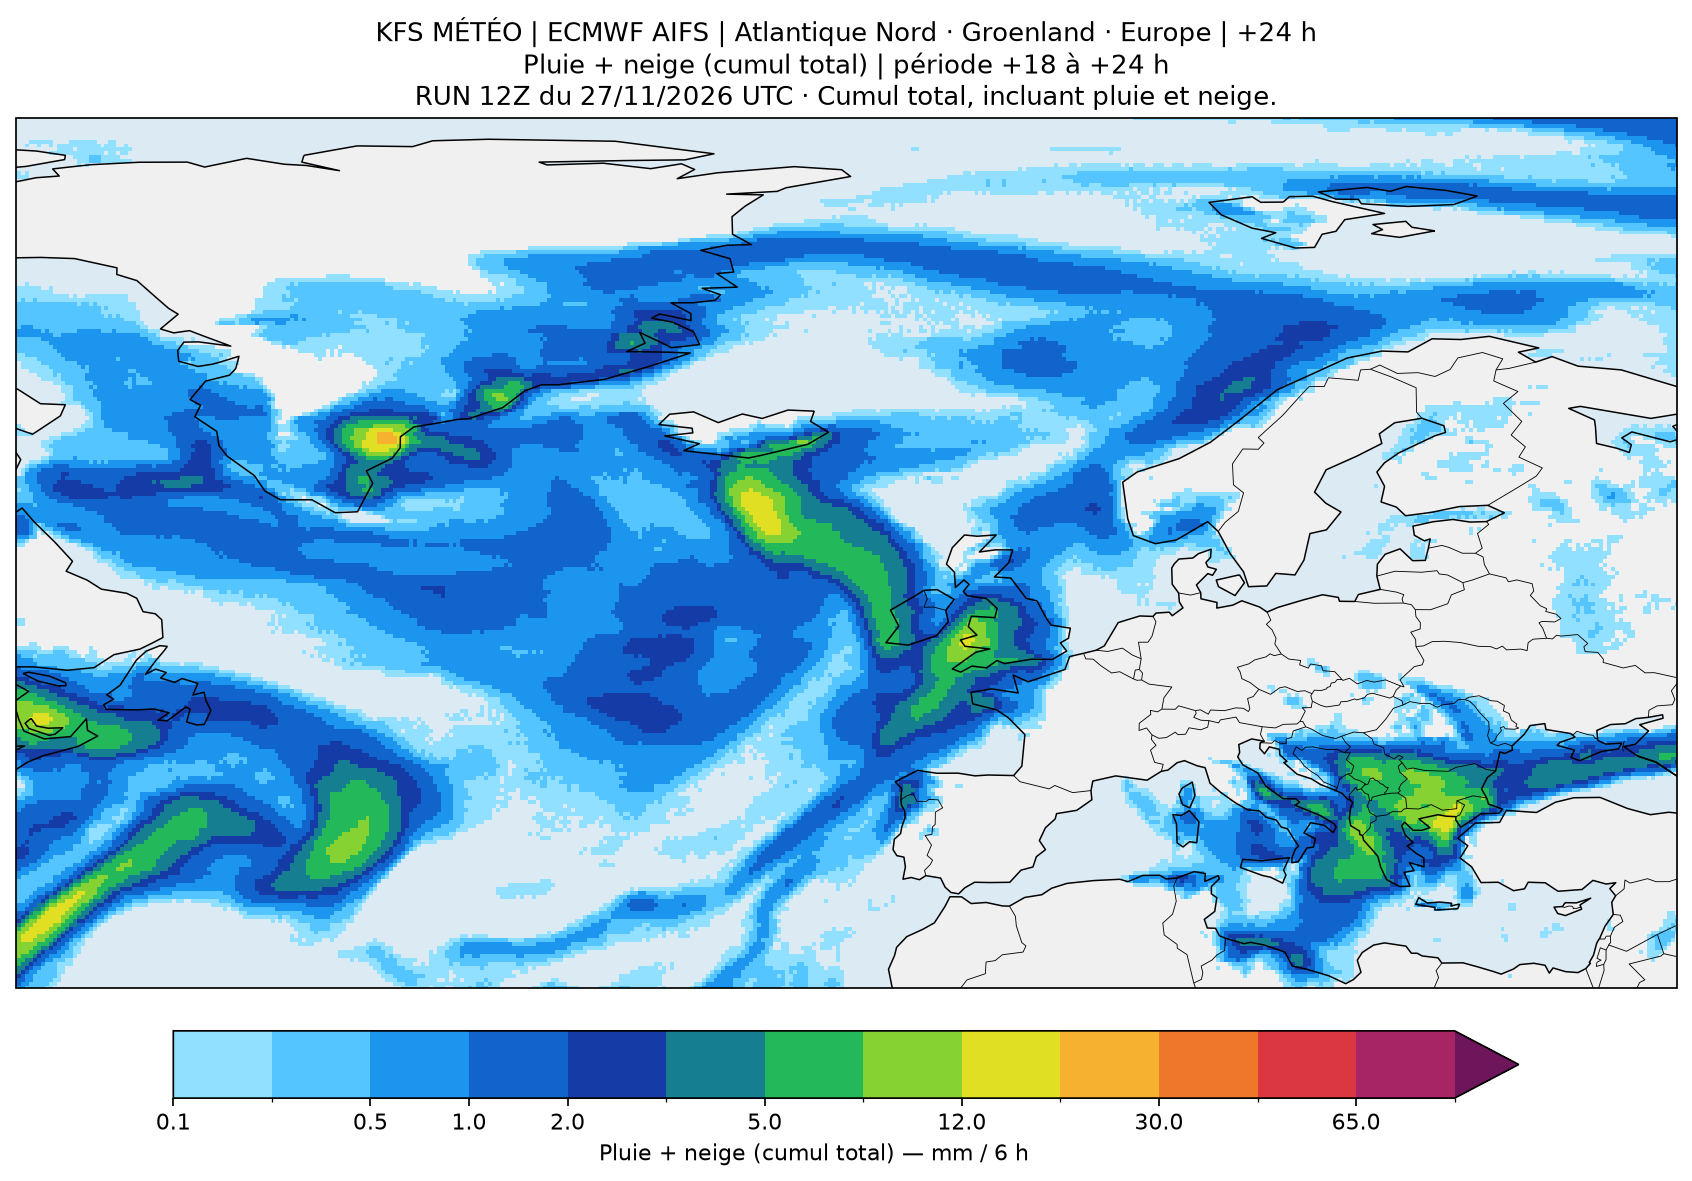 KFS MÉTÉO | ECMWF AIFS | Atlantique Nord · Groenland · Europe | +24 h
Pluie + neige (cumul total) | période +18 à +24 h
RUN 12Z du 27/11/2026 UTC · Cumul total, incluant pluie et neige.
0.1 0.5 1.0 2.0 5.0 12.0 30.0 65.0
Pluie + neige (cumul total) — mm / 6 h